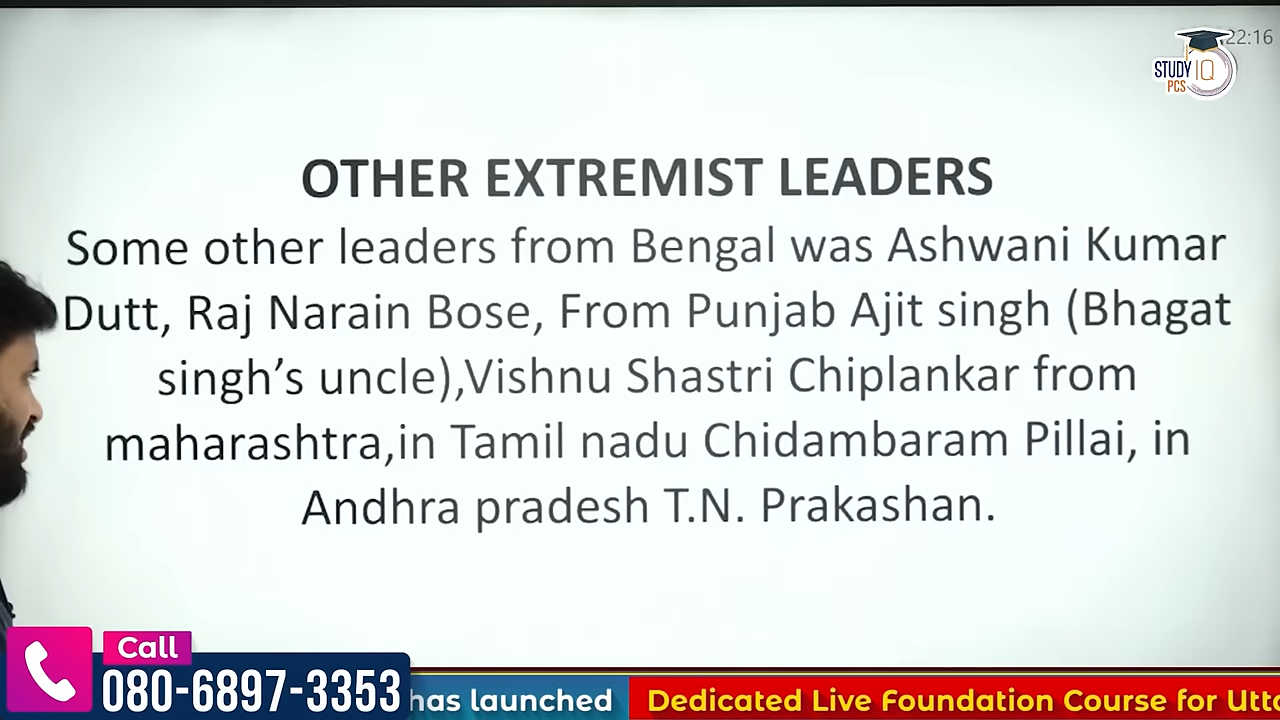 22:16
STUDY IQ
PCS
OTHER EXTREMIST LEADERS
Some other leaders from Bengal was Ashwani Kumar
Dutt, Raj Narain Bose, From Punjab Ajit singh (Bhagat
singh’s uncle),Vishnu Shastri Chiplankar from
maharashtra,in Tamil nadu Chidambaram Pillai, in
Andhra pradesh T.N. Prakashan.
Call
080-6897-3353
has launched
Dedicated Live Foundation Course for Utt